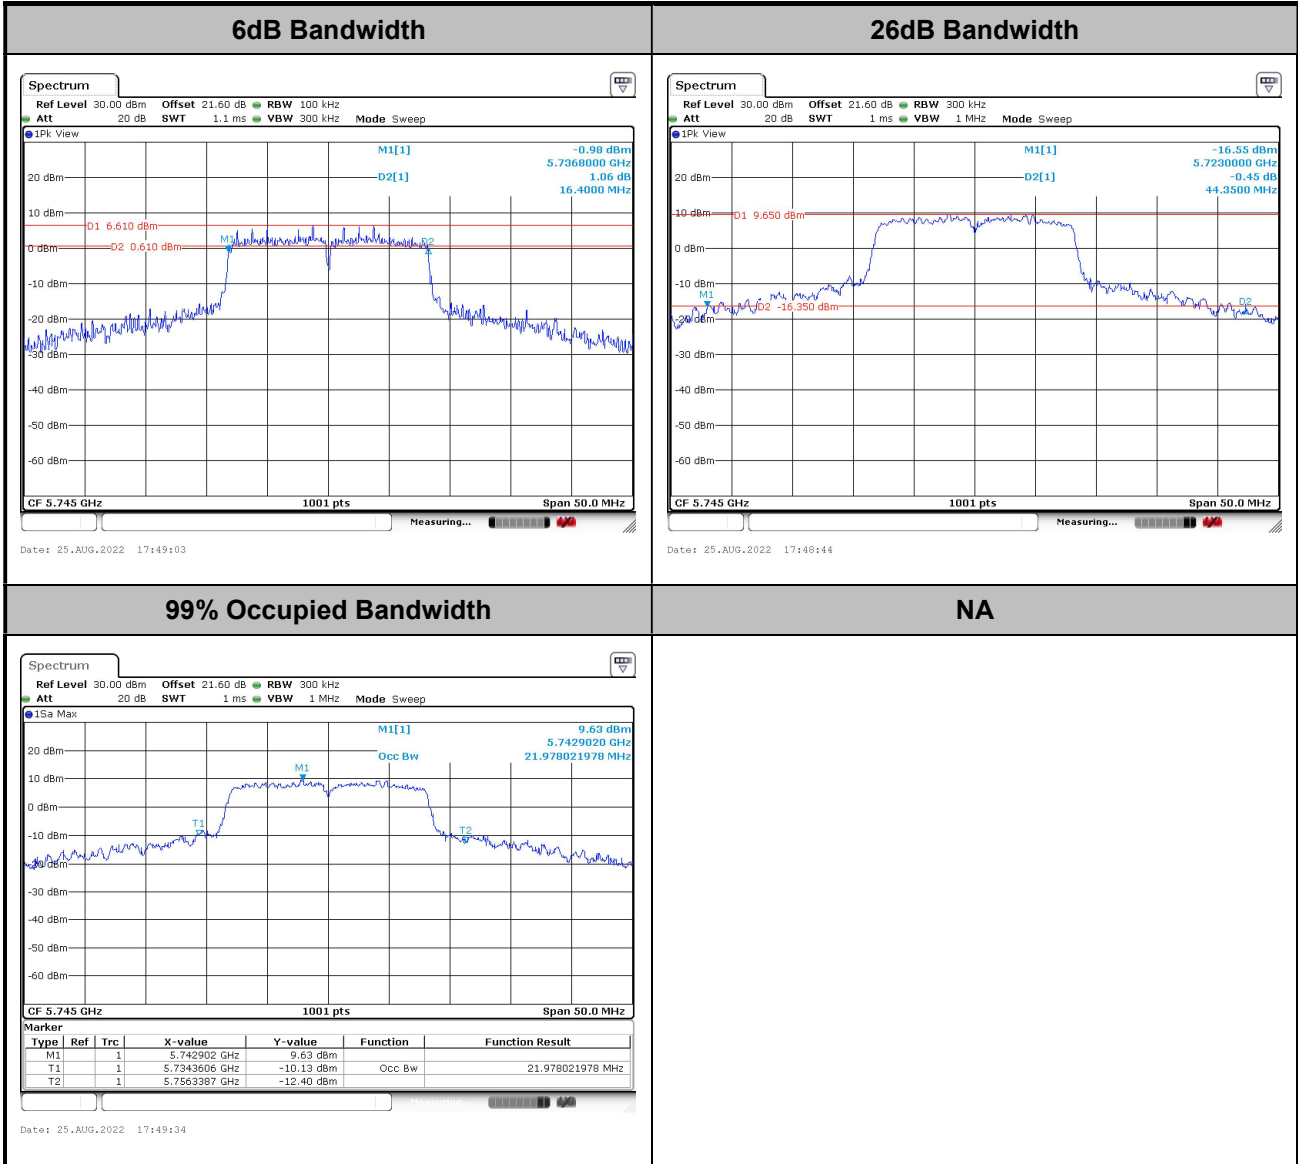 6dB Bandwidth
26dB Bandwidth
Spectrum
Ref Level 30.00 dBm Offset 21.60 dB RBW 100 kHz
Att 20 dB SWT 1.1 ms VBW 300 kHz Mode Sweep
1Pk View
M1[1] -0.98 dBm
5.7368000 GHz
D2[1] 1.06 dB
16.4000 MHz
20 dBm
10 dBm
D1 6.610 dBm
M1
D2
0 dBm
D2 0.610 dBm
-10 dBm
-20 dBm
-30 dBm
-40 dBm
-50 dBm
-60 dBm
CF 5.745 GHz 1001 pts Span 50.0 MHz
Measuring...
Date: 25.AUG.2022 17:49:03
Spectrum
Ref Level 30.00 dBm Offset 21.60 dB RBW 300 kHz
Att 20 dB SWT 1 ms VBW 1 MHz Mode Sweep
1Pk View
M1[1] -16.55 dBm
5.7230000 GHz
D2[1] -0.45 dB
44.3500 MHz
20 dBm
10 dBm
D1 9.650 dBm
0 dBm
-10 dBm
M1
D2
D2 -16.350 dBm
-20 dBm
-30 dBm
-40 dBm
-50 dBm
-60 dBm
CF 5.745 GHz 1001 pts Span 50.0 MHz
Measuring...
Date: 25.AUG.2022 17:48:44
99% Occupied Bandwidth
NA
Spectrum
Ref Level 30.00 dBm Offset 21.60 dB RBW 300 kHz
Att 20 dB SWT 1 ms VBW 1 MHz Mode Sweep
1Sa Max
M1[1] 9.63 dBm
5.7429020 GHz
Occ Bw 21.978021978 MHz
20 dBm
M1
10 dBm
0 dBm
T1
T2
-10 dBm
-20 dBm
-30 dBm
-40 dBm
-50 dBm
-60 dBm
CF 5.745 GHz 1001 pts Span 50.0 MHz
Marker
Type Ref Trc X-value Y-value Function Function Result
M1 1 5.742902 GHz 9.63 dBm
T1 1 5.7343606 GHz -10.13 dBm Occ Bw 21.978021978 MHz
T2 1 5.7563387 GHz -12.40 dBm
Measuring...
Date: 25.AUG.2022 17:49:34